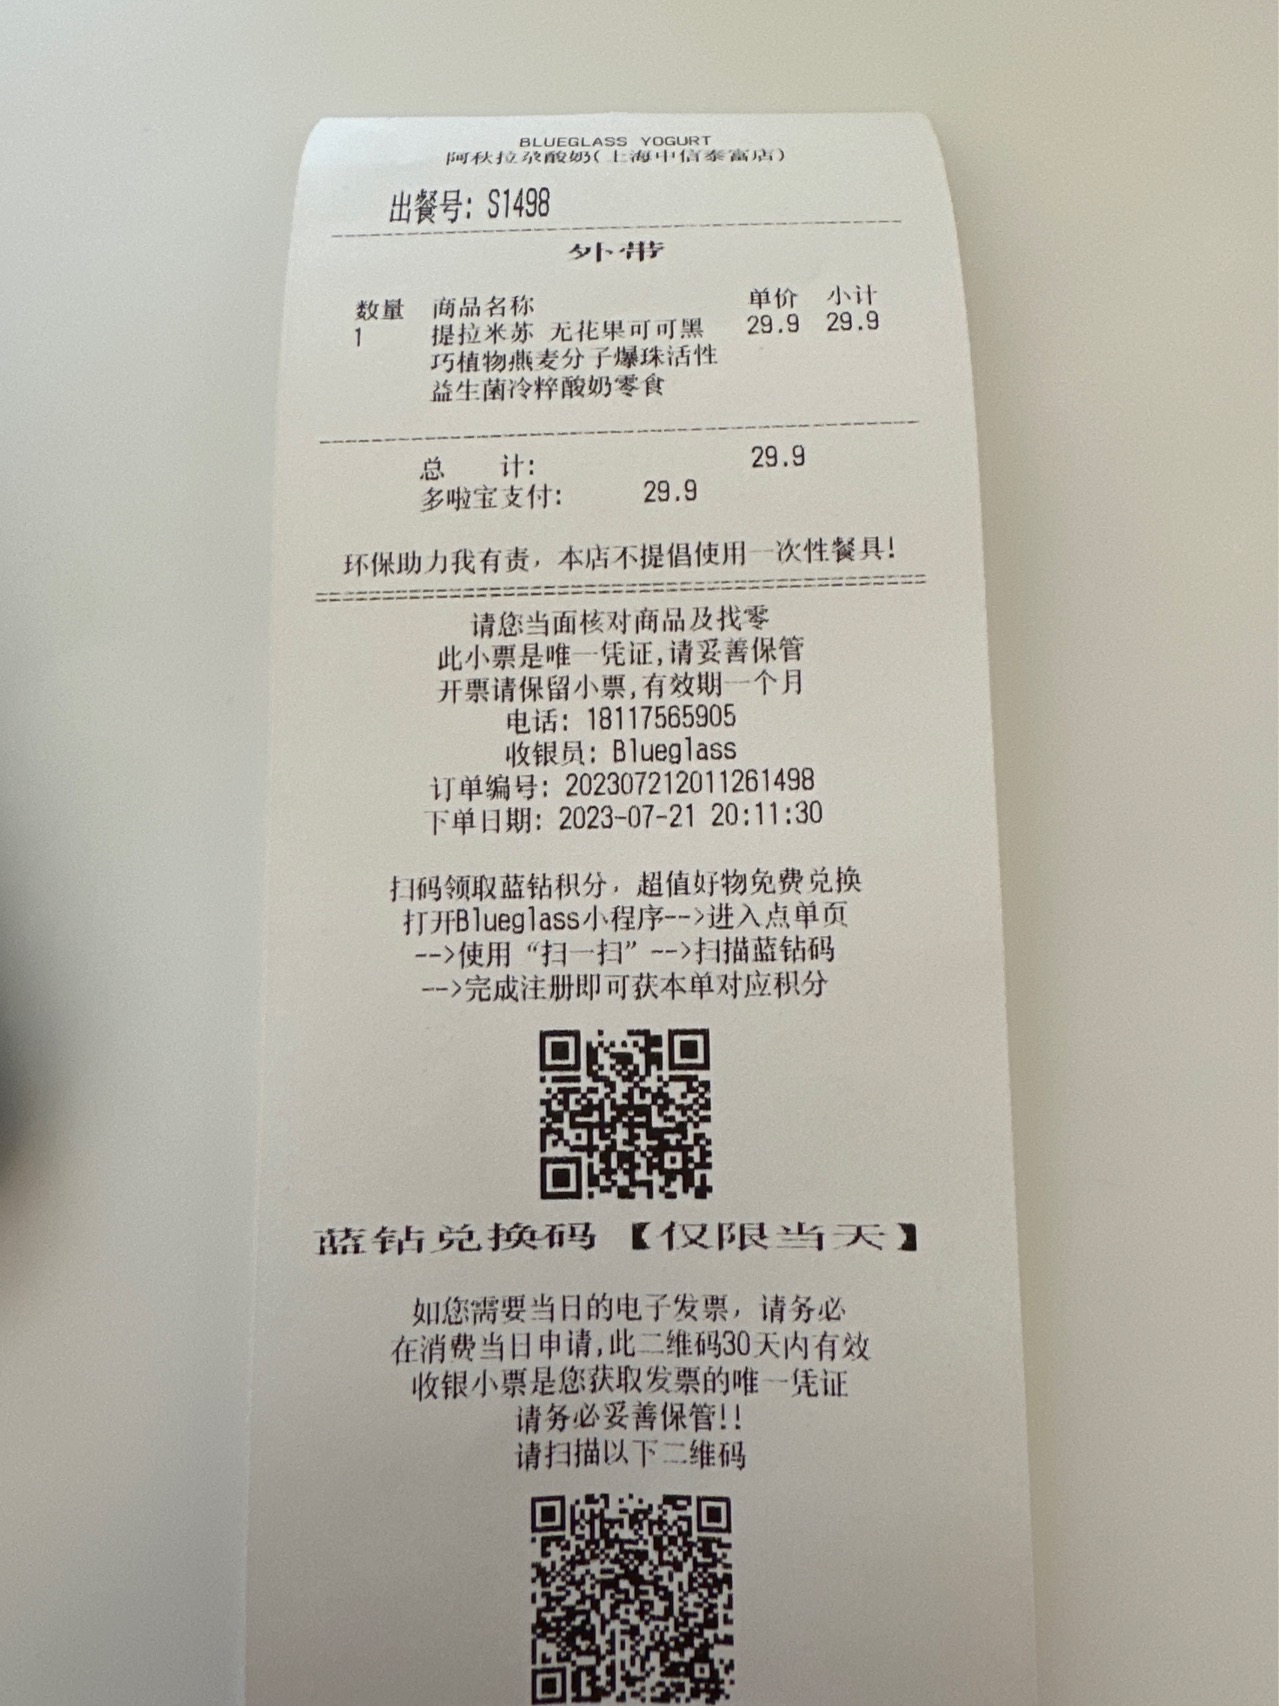 BLUEGLASS YOGURT
阿秋拉尕酸奶(上海中信泰富店)
出餐号: S1498
外带
数量 商品名称 单价 小计
1 提拉米苏 无花果可可黑 29.9 29.9
巧植物燕麦分子爆珠活性
益生菌冷粹酸奶零食
总 计: 29.9
多啦宝支付: 29.9
环保助力我有责，本店不提倡使用一次性餐具!
请您当面核对商品及找零
此小票是唯一凭证,请妥善保管
开票请保留小票,有效期一个月
电话: 18117565905
收银员: Blueglass
订单编号: 202307212011261498
下单日期: 2023-07-21 20:11:30
扫码领取蓝钻积分，超值好物免费兑换
打开Blueglass小程序-->进入点单页
-->使用“扫一扫”-->扫描蓝钻码
-->完成注册即可获本单对应积分
蓝钻兑换码【仅限当天】
如您需要当日的电子发票，请务必
在消费当日申请,此二维码30天内有效
收银小票是您获取发票的唯一凭证
请务必妥善保管!!
请扫描以下二维码